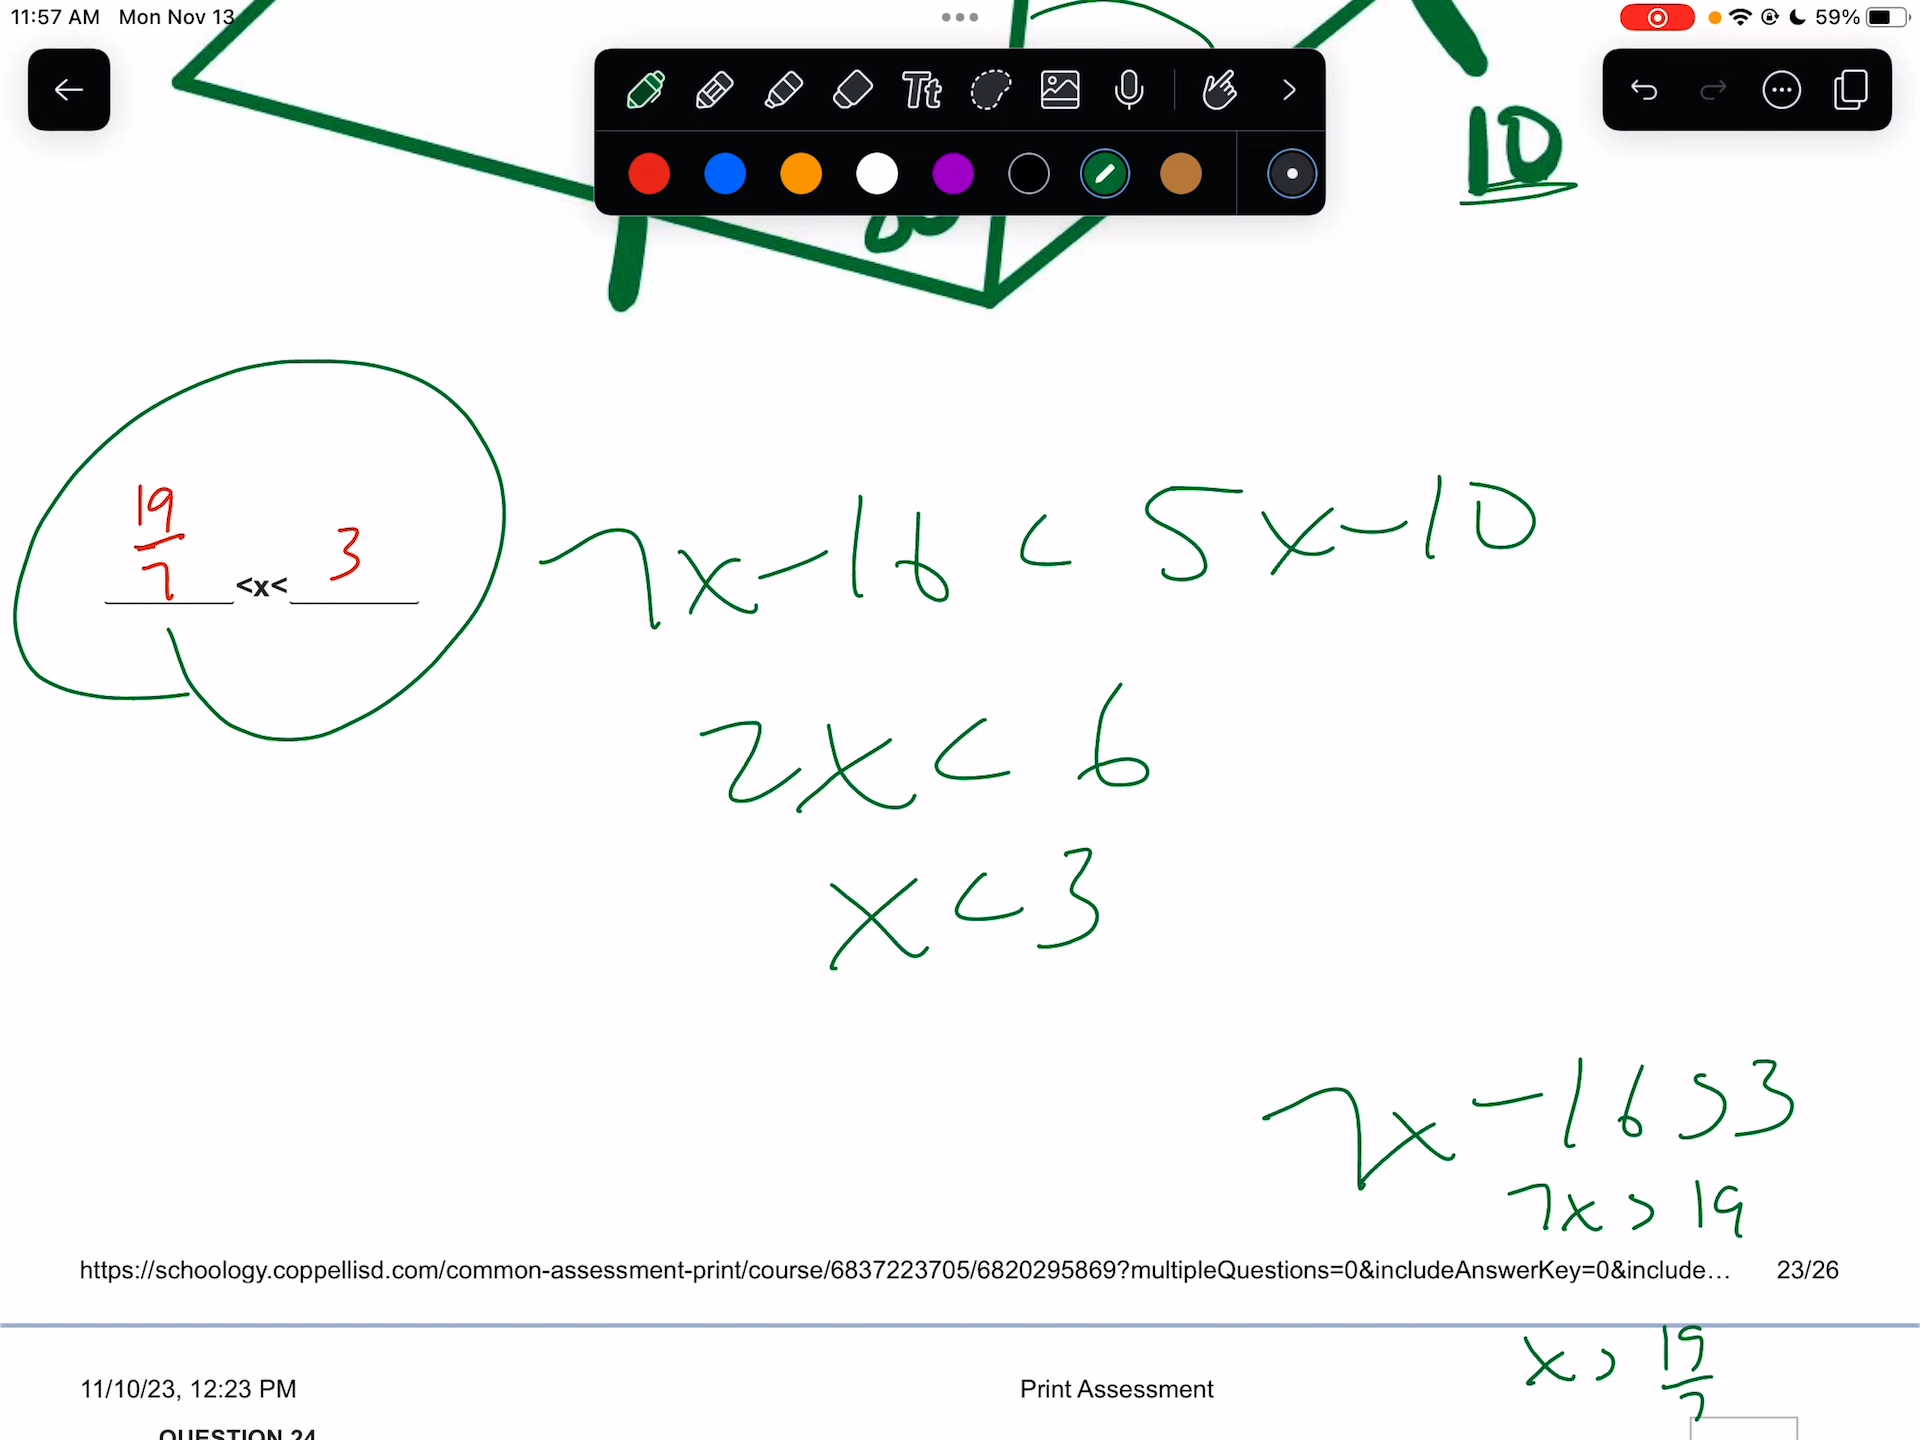 11:57 AM Mon Nov 13
59%
Tt
10
19
7
<x<
3
7x-16 < 5x-10
2x < 6
x < 3
7x-16>3
7x > 19
https://schoology.coppellisd.com/common-assessment-print/course/6837223705/6820295869?multipleQuestions=0&includeAnswerKey=0&include… 23/26
x > 19
7
11/10/23, 12:23 PM Print Assessment
QUESTION 24